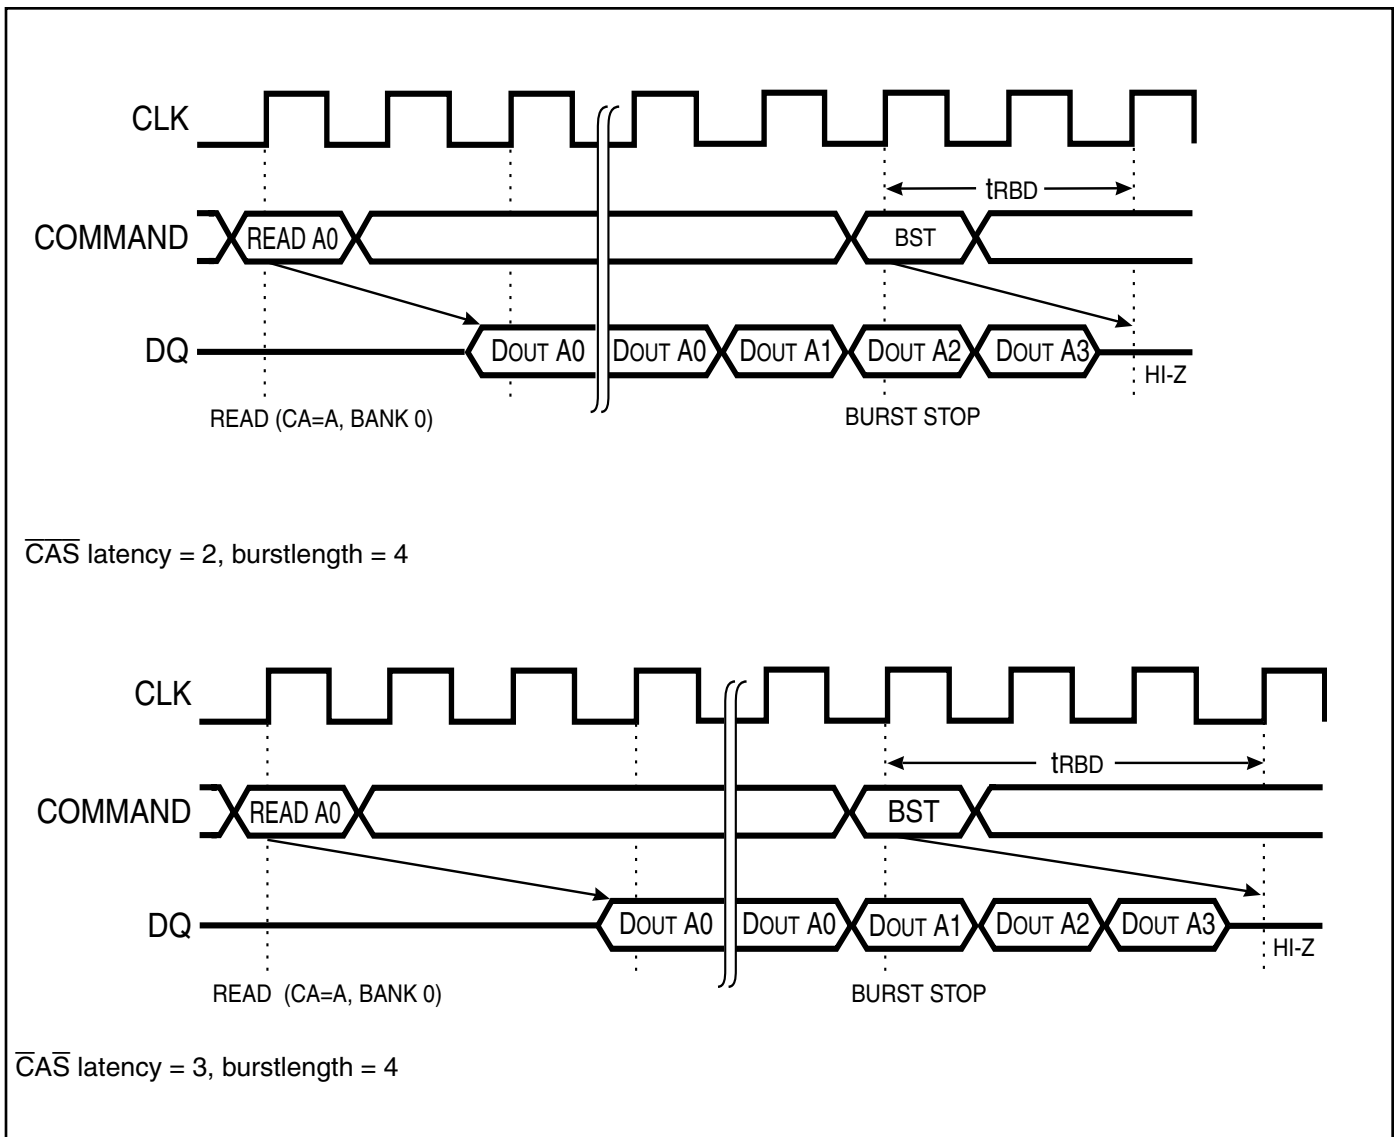 CLK
tRBD
COMMAND READ A0 BST
DQ DOUT A0 DOUT A0 DOUT A1 DOUT A2 DOUT A3 HI-Z
READ (CA=A, BANK 0) BURST STOP
C̅A̅S̅ latency = 2, burstlength = 4
CLK
tRBD
COMMAND READ A0 BST
DQ DOUT A0 DOUT A0 DOUT A1 DOUT A2 DOUT A3 HI-Z
READ (CA=A, BANK 0) BURST STOP
C̅AS̅ latency = 3, burstlength = 4